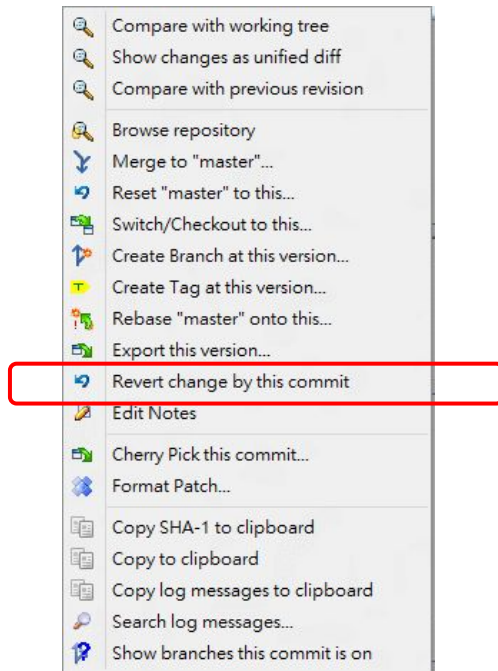 Compare with working tree
Show changes as unified diff
Compare with previous revision
Browse repository
Merge to "master"...
Reset "master" to this...
Switch/Checkout to this...
Create Branch at this version...
Create Tag at this version...
Rebase "master" onto this...
Export this version...
Revert change by this commit
Edit Notes
Cherry Pick this commit...
Format Patch...
Copy SHA-1 to clipboard
Copy to clipboard
Copy log messages to clipboard
Search log messages...
Show branches this commit is on